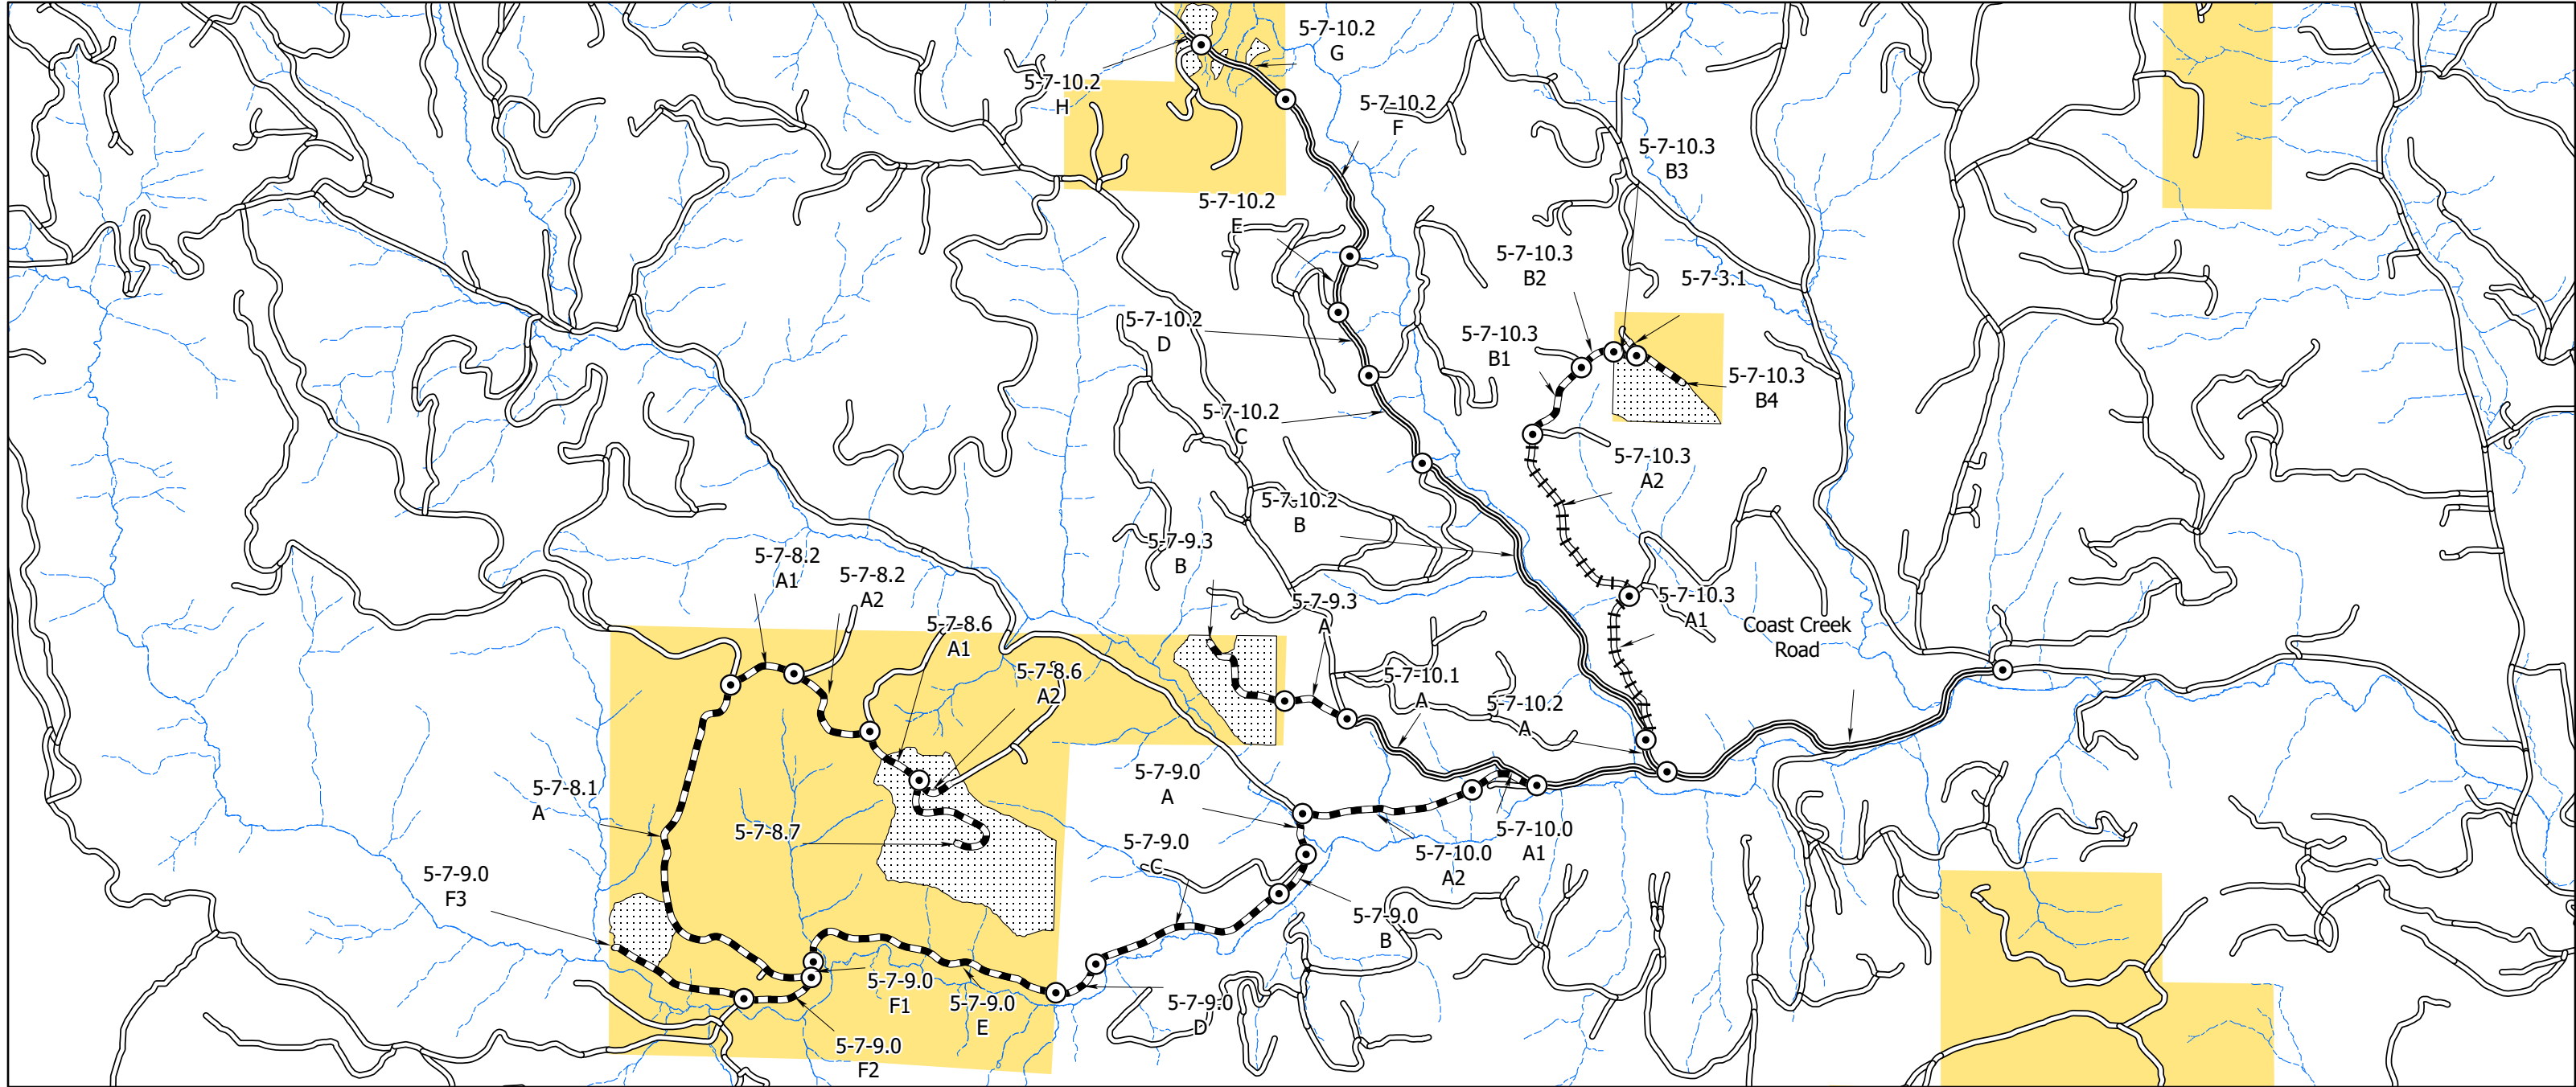 5-7-10.2
G
5-7-10.2
H
5-7-10.2
F
5-7-10.3
B3
5-7-10.2
E
5-7-10.3
B2
5-7-3.1
5-7-10.2
D
5-7-10.3
B1
5-7-10.3
B4
5-7-10.2
C
5-7-10.3
A2
5-7-10.2
B
5-7-9.3
B
5-7-8.2
A1
5-7-8.2
A2
5-7-9.3
A
5-7-10.3
A1
5-7-8.6
A1
Coast Creek
Road
5-7-8.6
A2
5-7-10.1
A
5-7-10.2
A
5-7-9.0
A
5-7-8.1
A
5-7-8.7
5-7-10.0
A1
5-7-9.0
C
5-7-10.0
A2
5-7-9.0
F3
5-7-9.0
B
5-7-9.0
F1
5-7-9.0
E
5-7-9.0
D
5-7-9.0
F2